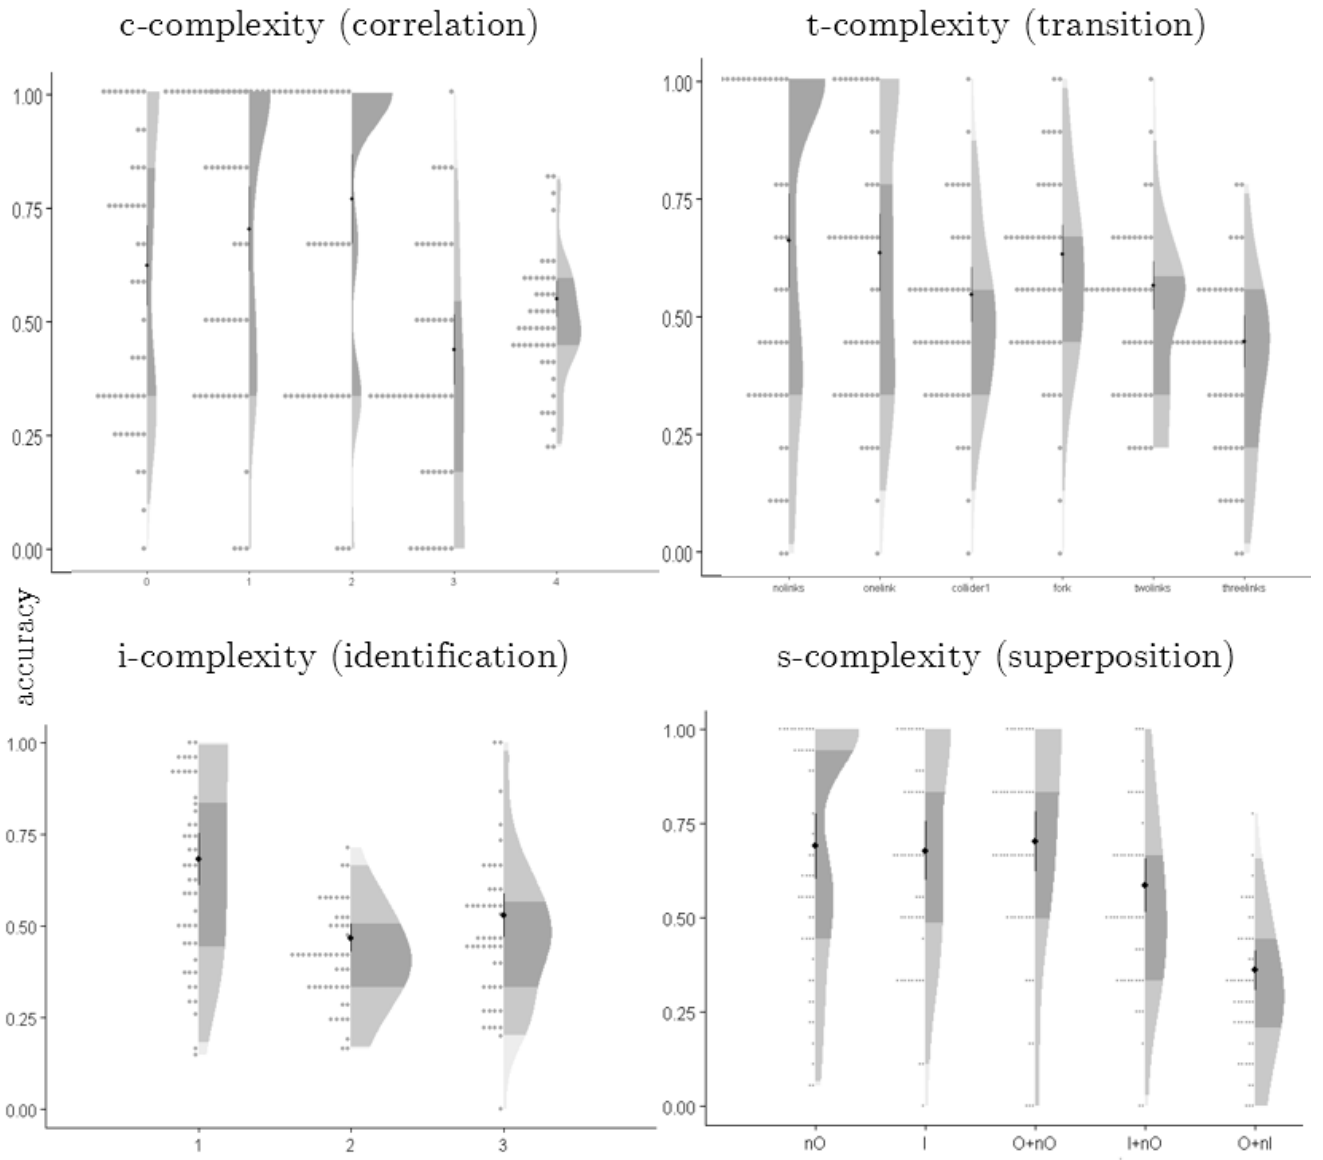 c-complexity (correlation)
t-complexity (transition)
1.00
0.75
0.50
0.25
0.00
0 1 2 3 4
1.00
0.75
0.50
0.25
0.00
nolinks onelink collider1 fork twolinks threelinks
accuracy
i-complexity (identification)
s-complexity (superposition)
1.00
0.75
0.50
0.25
0.00
1 2 3
1.00
0.75
0.50
0.25
0.00
nO I O+nO I+nO O+nI